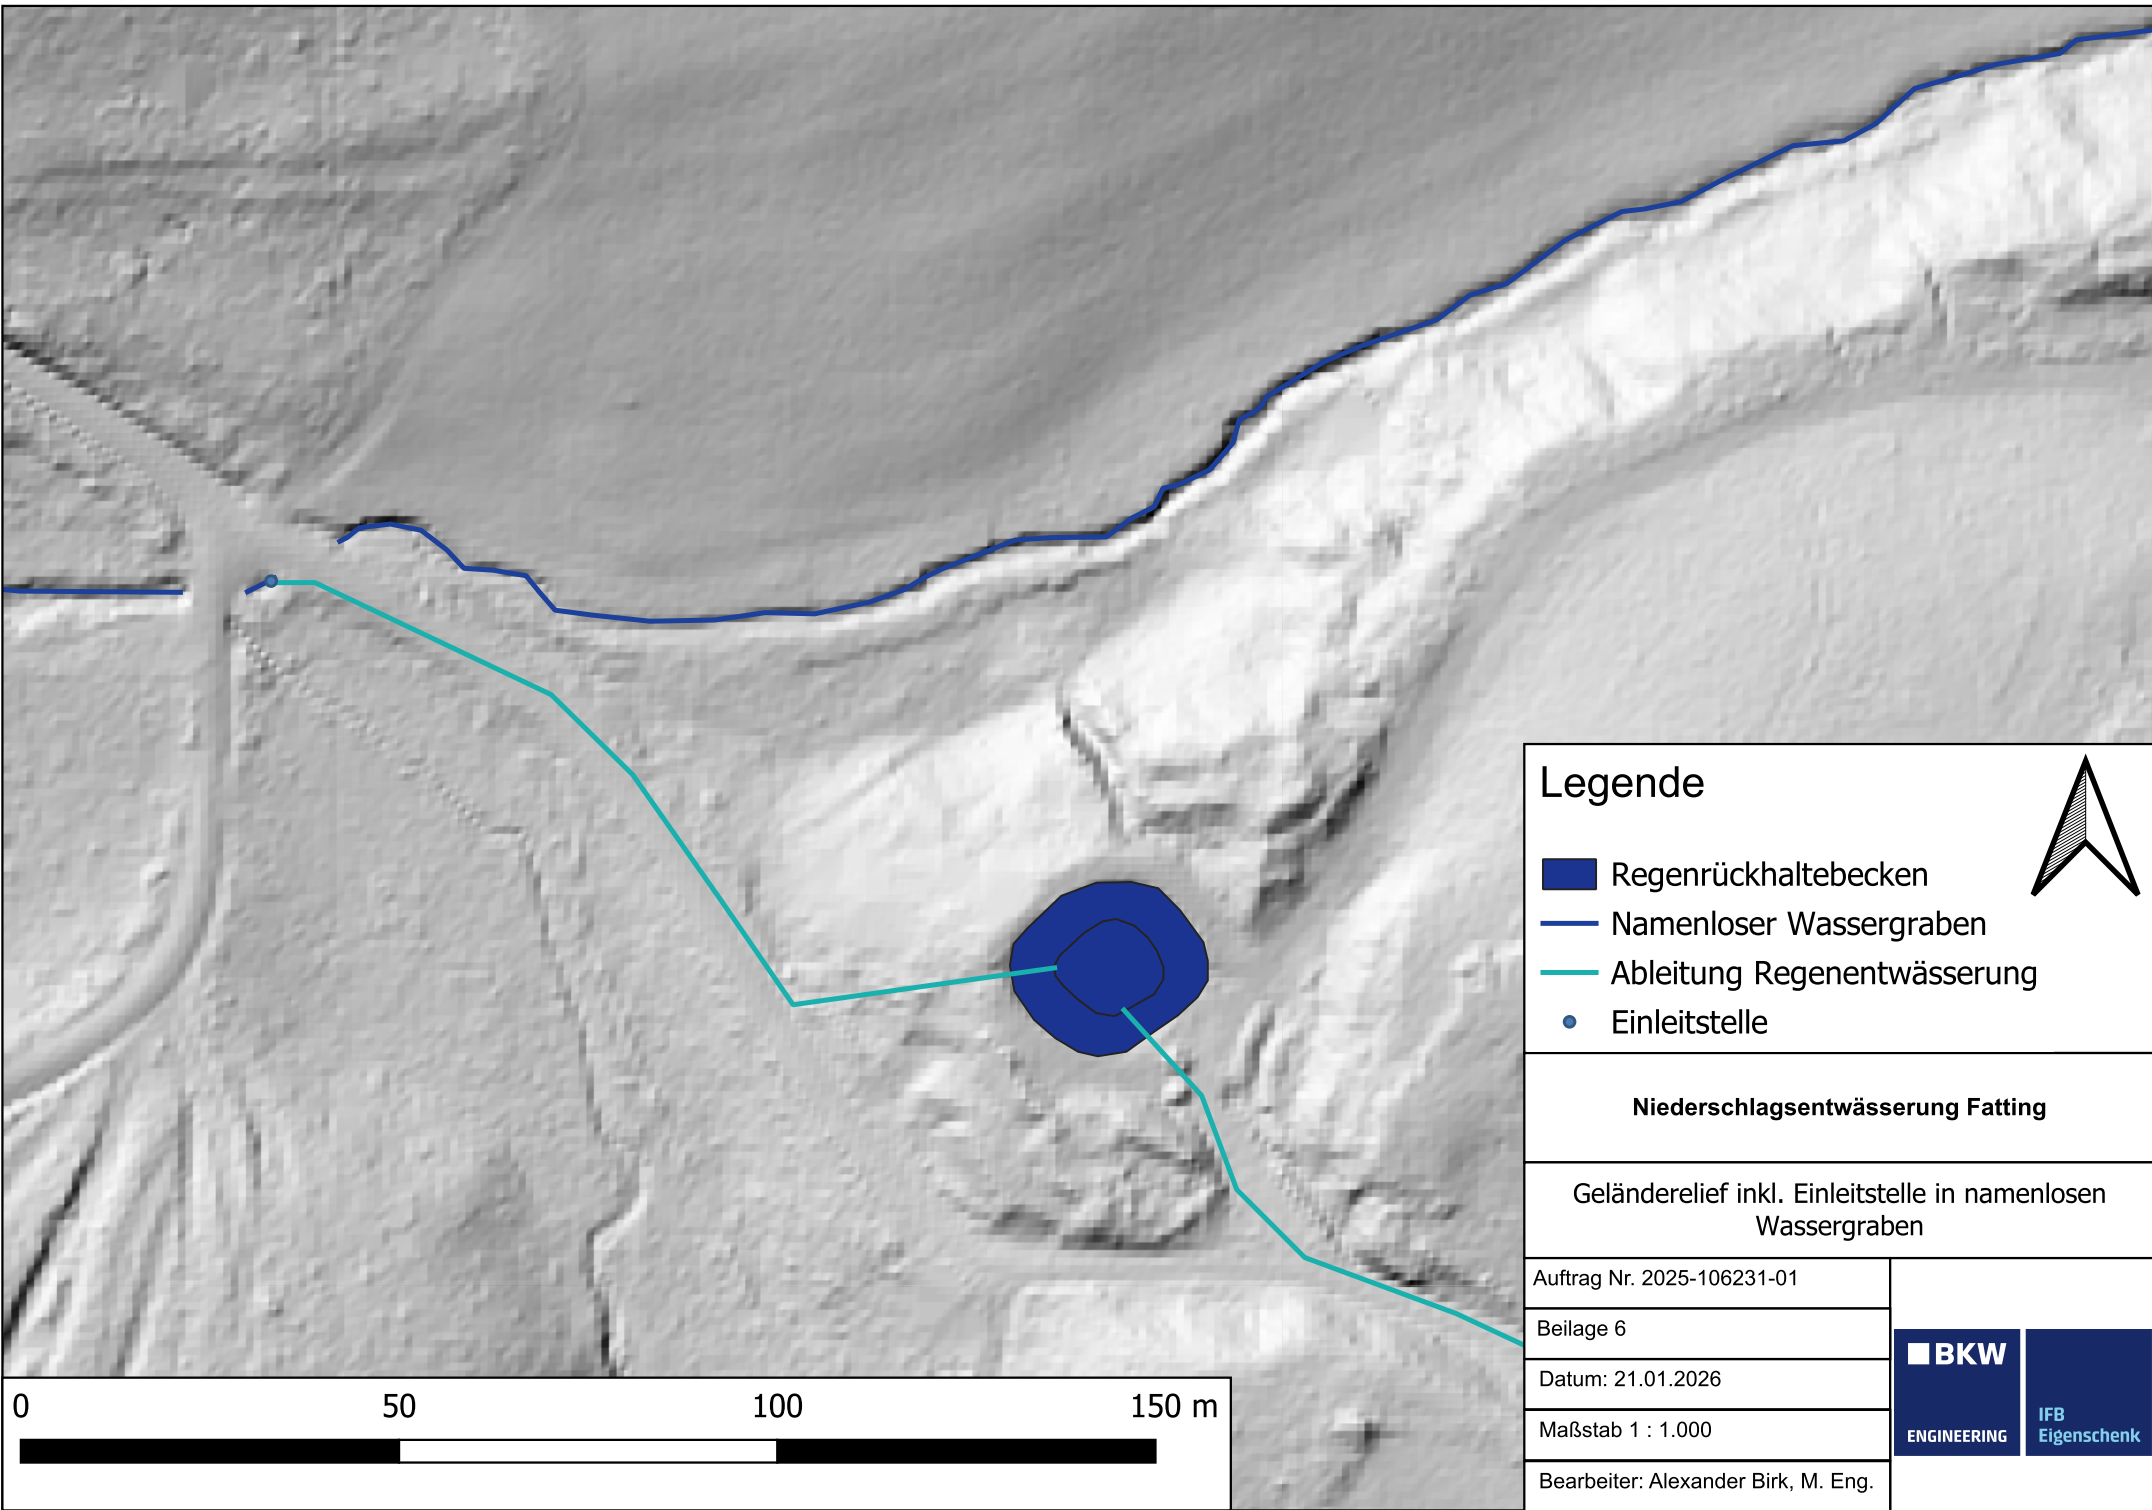 Legende
Regenrückhaltebecken
Namenloser Wassergraben
Ableitung Regenentwässerung
Einleitstelle
Niederschlagsentwässerung Fatting
Geländerelief inkl. Einleitstelle in namenlosen
Wassergraben
Auftrag Nr. 2025-106231-01
Beilage 6
Datum: 21.01.2026
Maßstab 1 : 1.000
Bearbeiter: Alexander Birk, M. Eng.
BKW
ENGINEERING
IFB
Eigenschenk
0 50 100 150 m